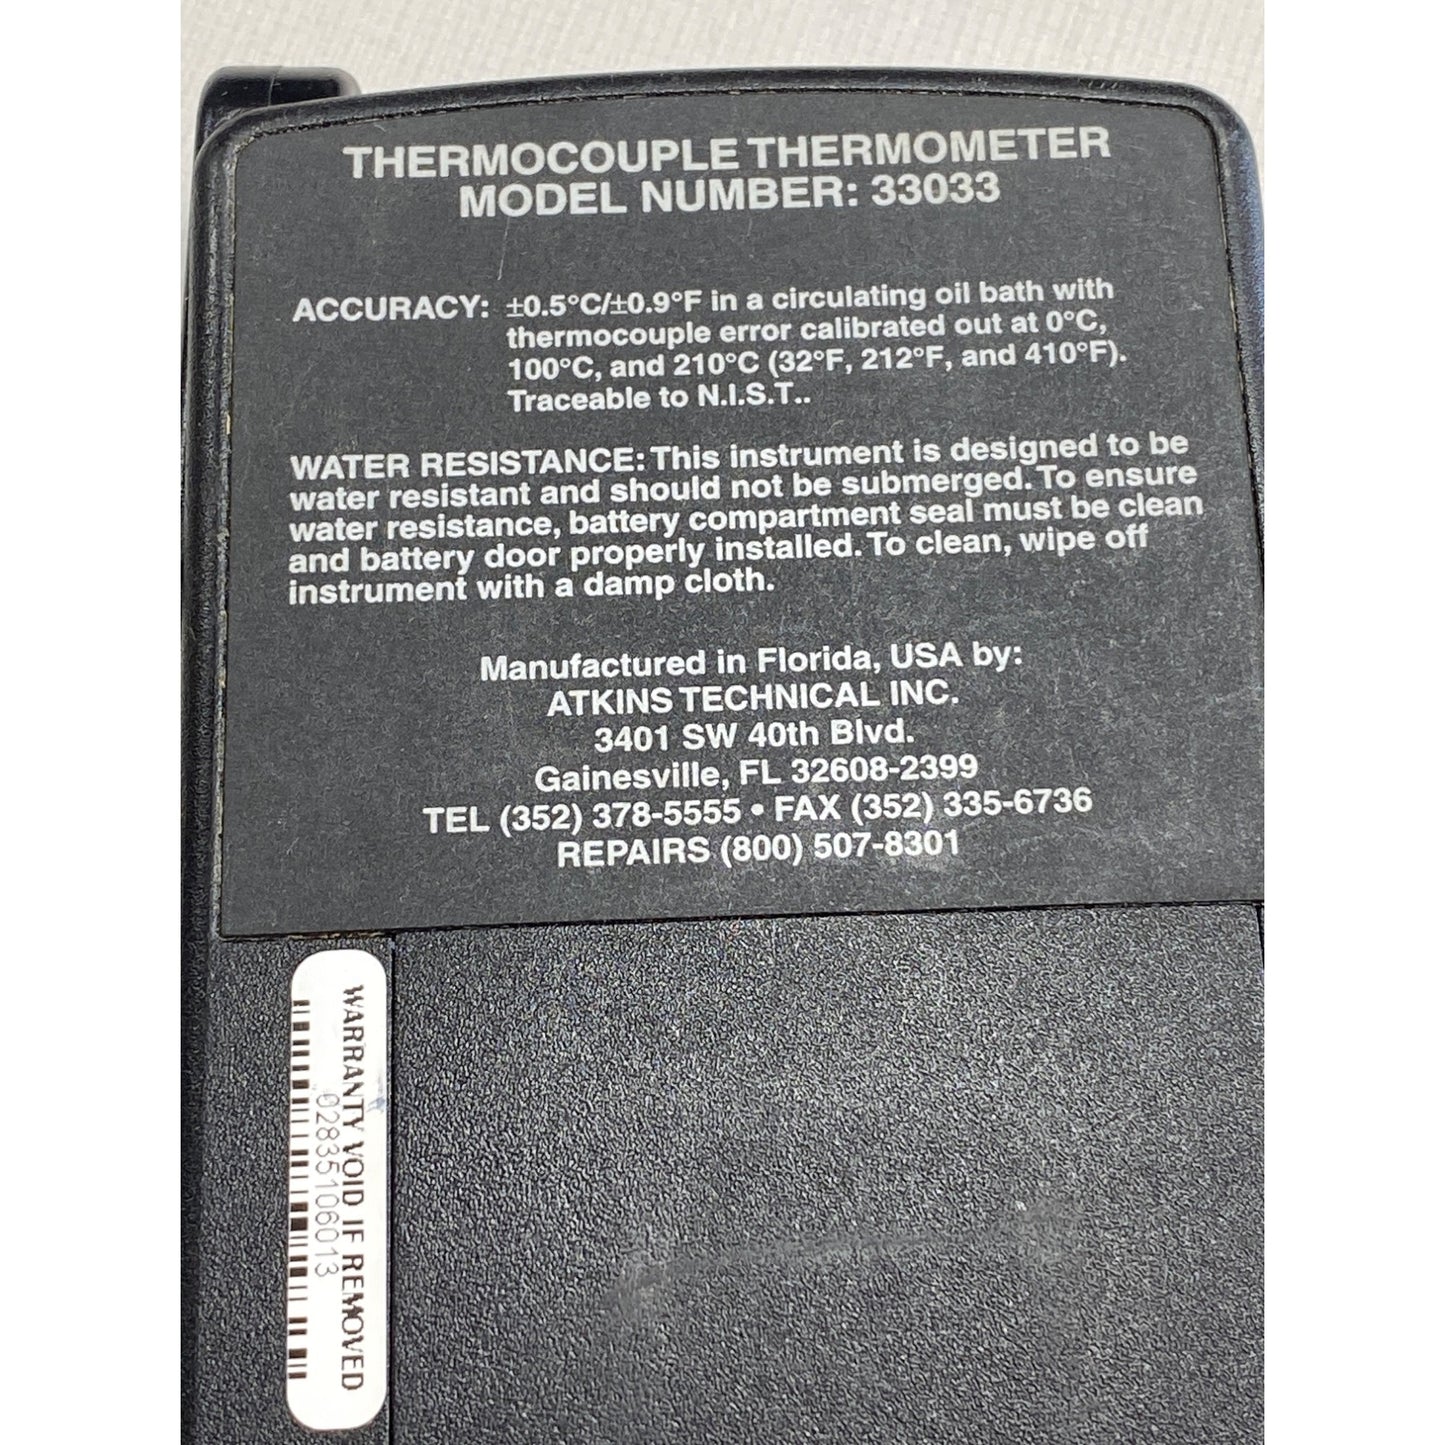 THERMOCOUPLE THERMOMETER
MODEL NUMBER: 33033
ACCURACY: ±0.5°C/±0.9°F in a circulating oil bath with
thermocouple error calibrated out at 0°C,
100°C, and 210°C (32°F, 212°F, and 410°F).
Traceable to N.I.S.T..
WATER RESISTANCE: This instrument is designed to be
water resistant and should not be submerged. To ensure
water resistance, battery compartment seal must be clean
and battery door properly installed. To clean, wipe off
instrument with a damp cloth.
Manufactured in Florida, USA by:
ATKINS TECHNICAL INC.
3401 SW 40th Blvd.
Gainesville, FL 32608-2399
TEL (352) 378-5555 • FAX (352) 335-6736
REPAIRS (800) 507-8301
WARRANTY VOID IF REMOVED
028351060013